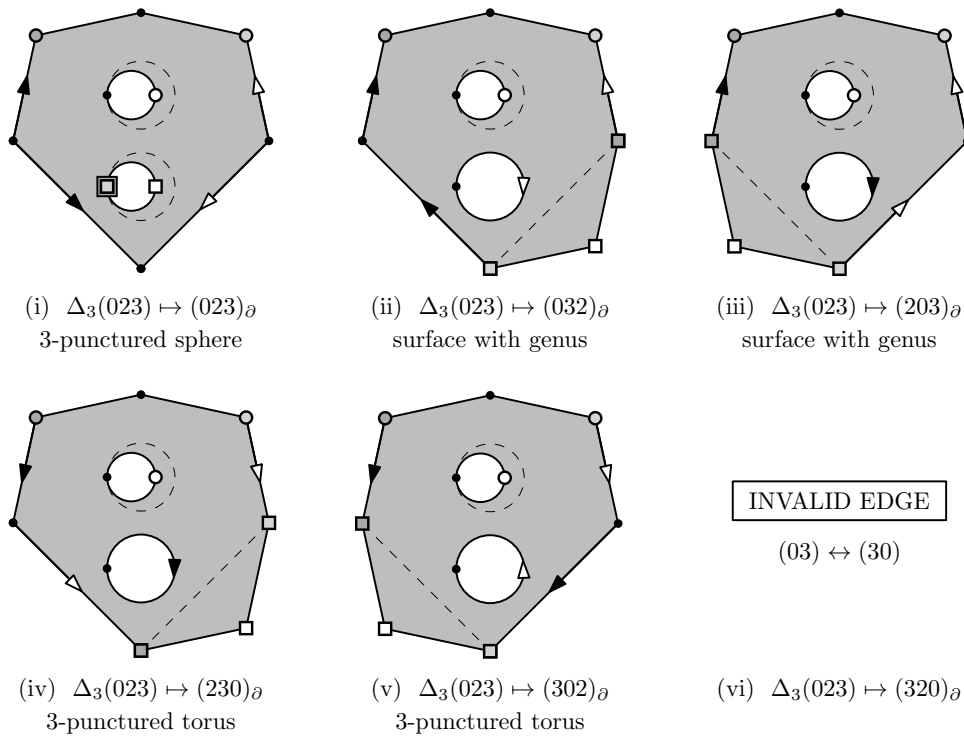 (i) Δ₃(023) ↦ (023)∂
3-punctured sphere
(ii) Δ₃(023) ↦ (032)∂
surface with genus
(iii) Δ₃(023) ↦ (203)∂
surface with genus
INVALID EDGE
(03) ↔ (30)
(iv) Δ₃(023) ↦ (230)∂
3-punctured torus
(v) Δ₃(023) ↦ (302)∂
3-punctured torus
(vi) Δ₃(023) ↦ (320)∂